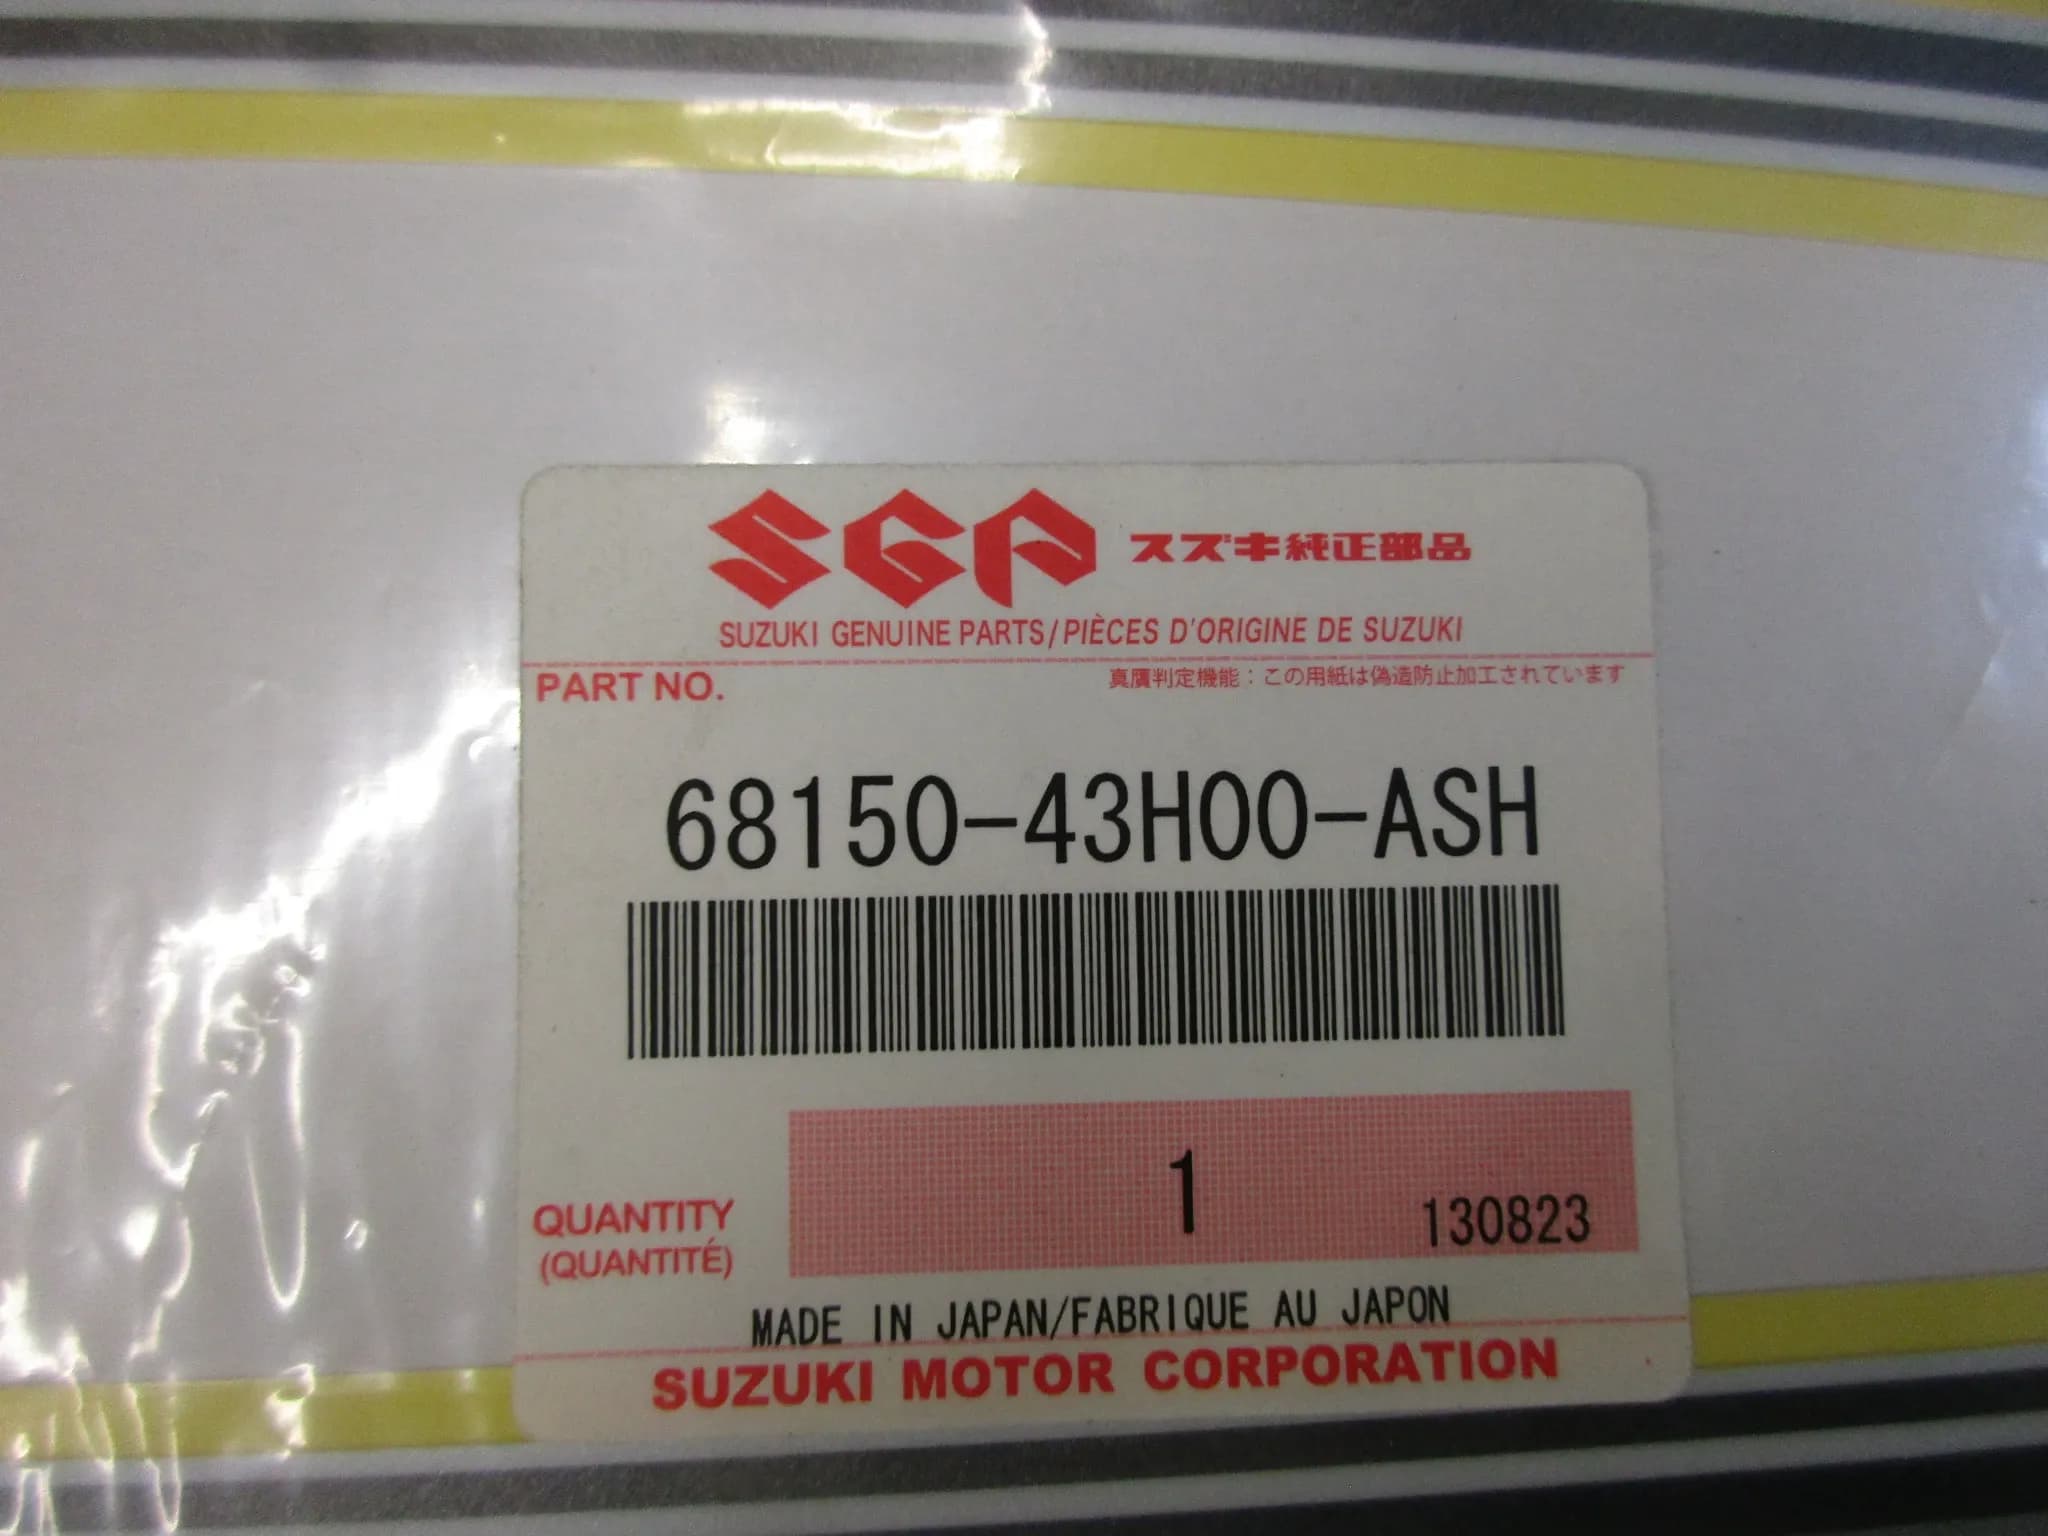 SGP スズキ純正部品
SUZUKI GENUINE PARTS/PIÈCES D'ORIGINE DE SUZUKI
PART NO.
真贋判定機能：この用紙は偽造防止加工されています
68150-43H00-ASH
1
130823
QUANTITY
(QUANTITÉ)
MADE IN JAPAN/FABRIQUE AU JAPON
SUZUKI MOTOR CORPORATION